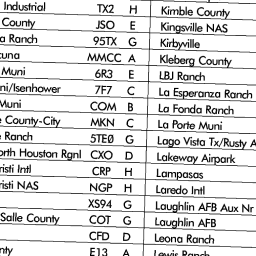 Industrial TX2 H Kimble County
County JSO E Kingsville NAS
a Ranch 95TX G Kirbyville
MMCC A Kleberg County
Muni 6R3 E LBJ Ranch
ni/Isenhower 7F7 C La Esperanza Ranch
Muni COM B La Fonda Ranch
e County-City MKN C La Porte Muni
e Ranch 5TE0 G Lago Vista Tx/Rusty A
orth Houston Rgnl CXO D Lakeway Airpark
risti Intl CRP H Lampasas
risti NAS NGP H Laredo Intl
XS94 G Laughlin AFB Aux Nr
Salle County COT G Laughlin AFB
CFD D Leona Ranch
nty E13 A Lewis Ranch